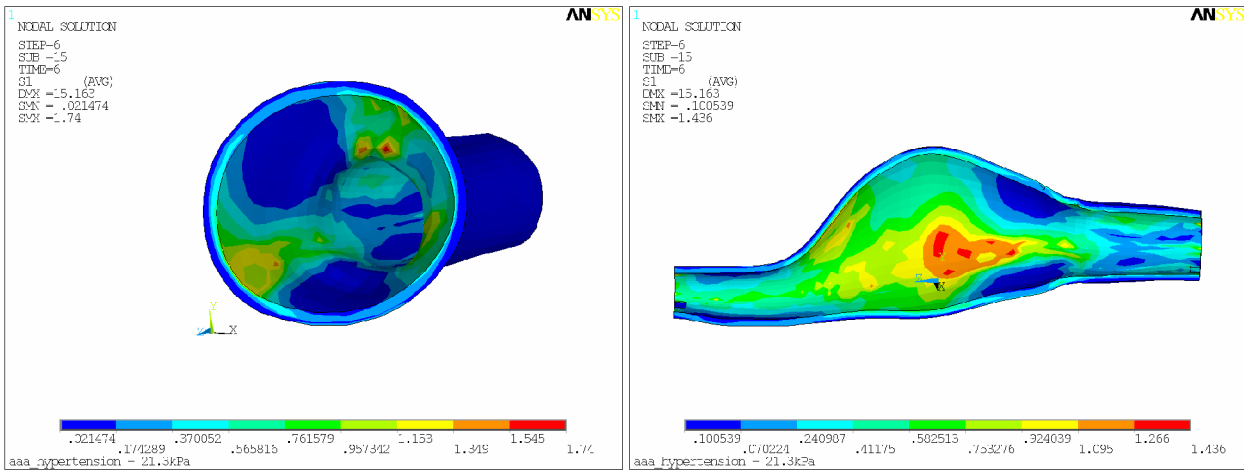 1
ANSYS
NODAL SOLUTION
STEP=6
SUB =15
TIME=6
S1 (AVG)
DMX =15.163
SMN =.021474
SMX =1.74
Y
X
.174289
.370052
.565815
.761579
.957342
1.153
1.349
1.545
1.74
aaa_hypertension - 21.3kPa
1
ANSYS
NODAL SOLUTION
STEP=6
SUB =15
TIME=6
S1 (AVG)
DMX =15.163
SMN =.100539
SMX =1.436
Z
X
.100539
.070224
.240907
.41175
.582513
.753276
.924039
1.095
1.266
1.436
aaa_hypertension - 21.3kPa